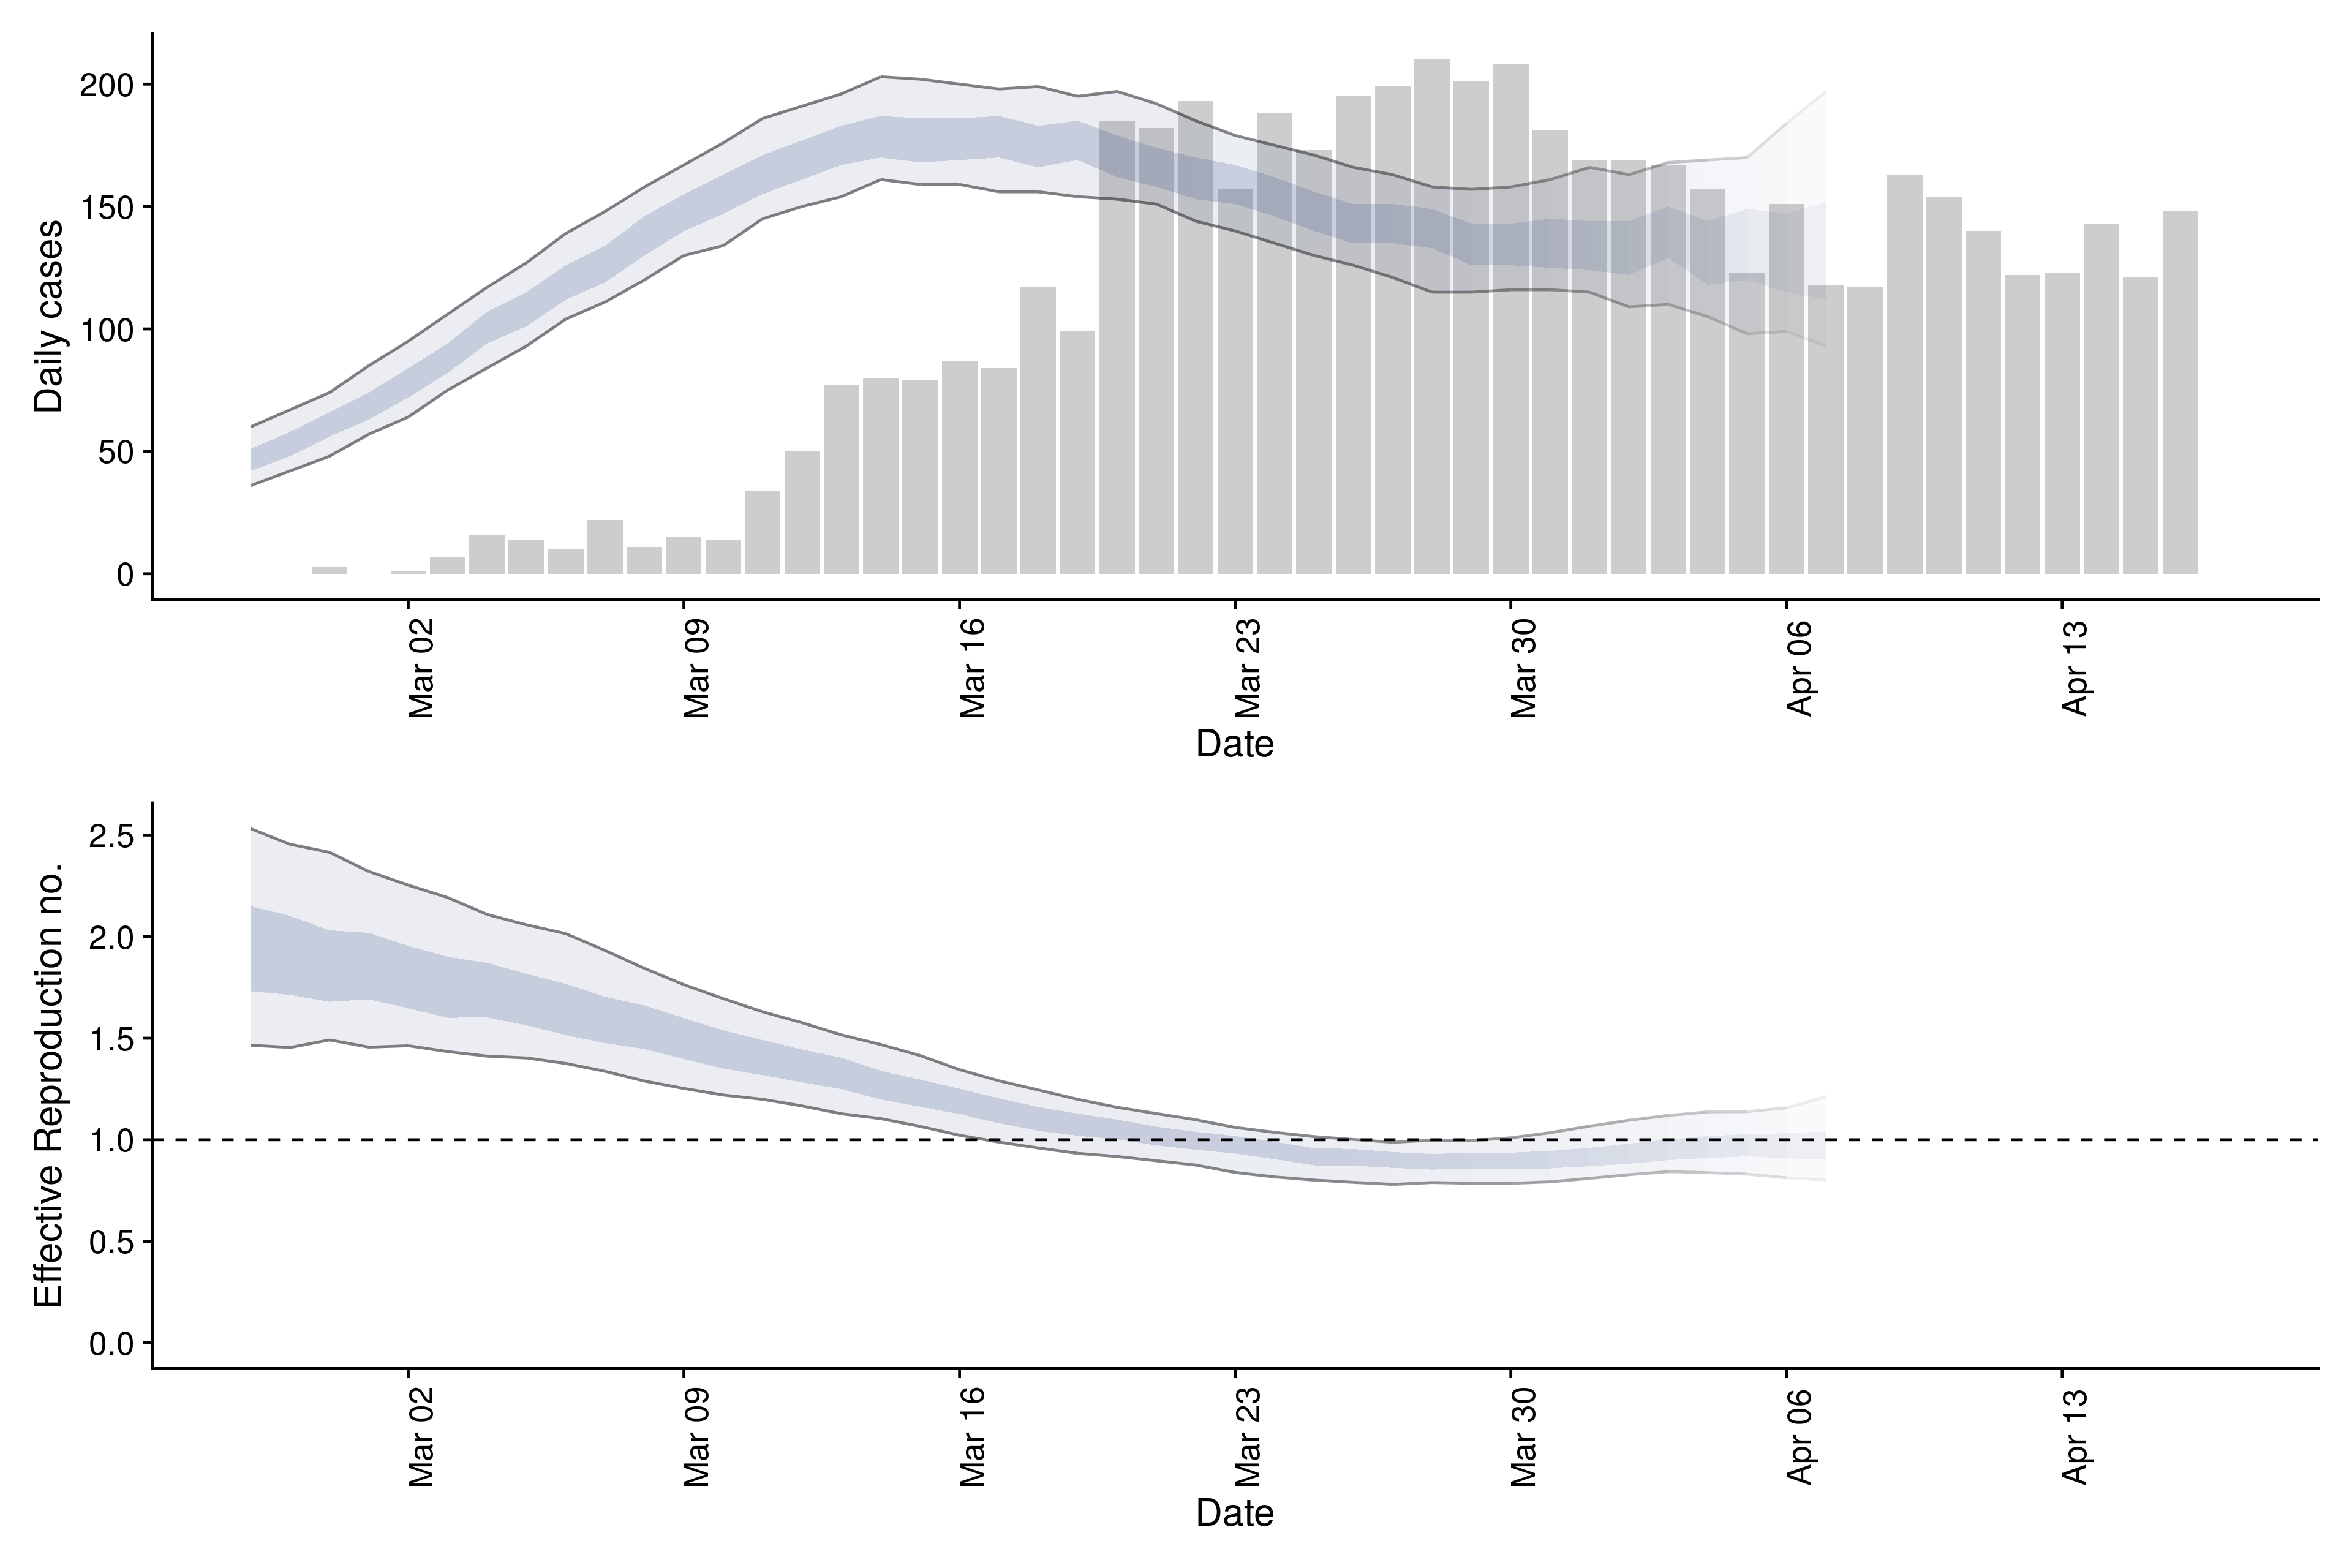 Daily cases
200
150
100
50
0
Mar 02
Mar 09
Mar 16
Mar 23
Mar 30
Apr 06
Apr 13
Date
Effective Reproduction no.
2.5
2.0
1.5
1.0
0.5
0.0
Mar 02
Mar 09
Mar 16
Mar 23
Mar 30
Apr 06
Apr 13
Date